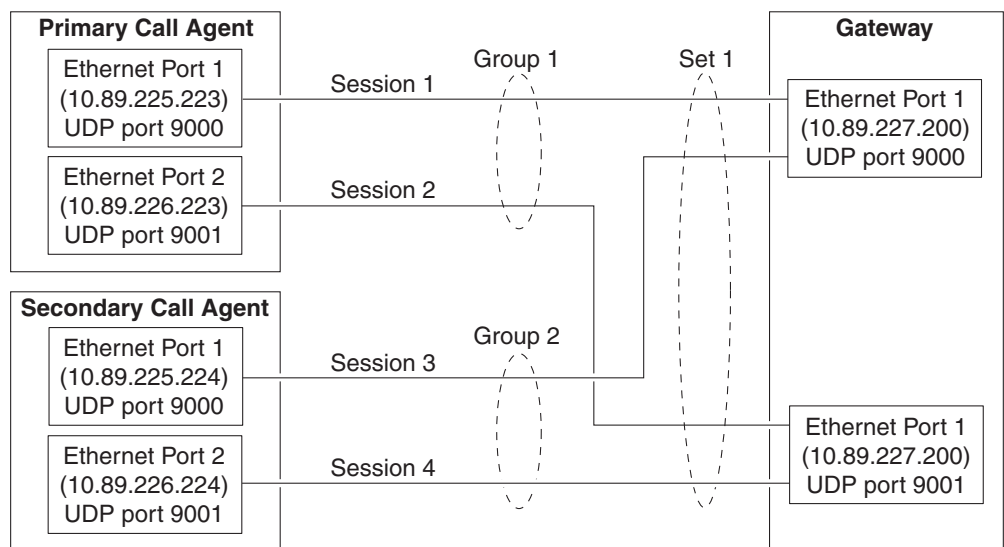 Primary Call Agent
Ethernet Port 1
(10.89.225.223)
UDP port 9000
Ethernet Port 2
(10.89.226.223)
UDP port 9001
Secondary Call Agent
Ethernet Port 1
(10.89.225.224)
UDP port 9000
Ethernet Port 2
(10.89.226.224)
UDP port 9001
Session 1
Session 2
Session 3
Session 4
Group 1
Group 2
Set 1
Gateway
Ethernet Port 1
(10.89.227.200)
UDP port 9000
Ethernet Port 1
(10.89.227.200)
UDP port 9001